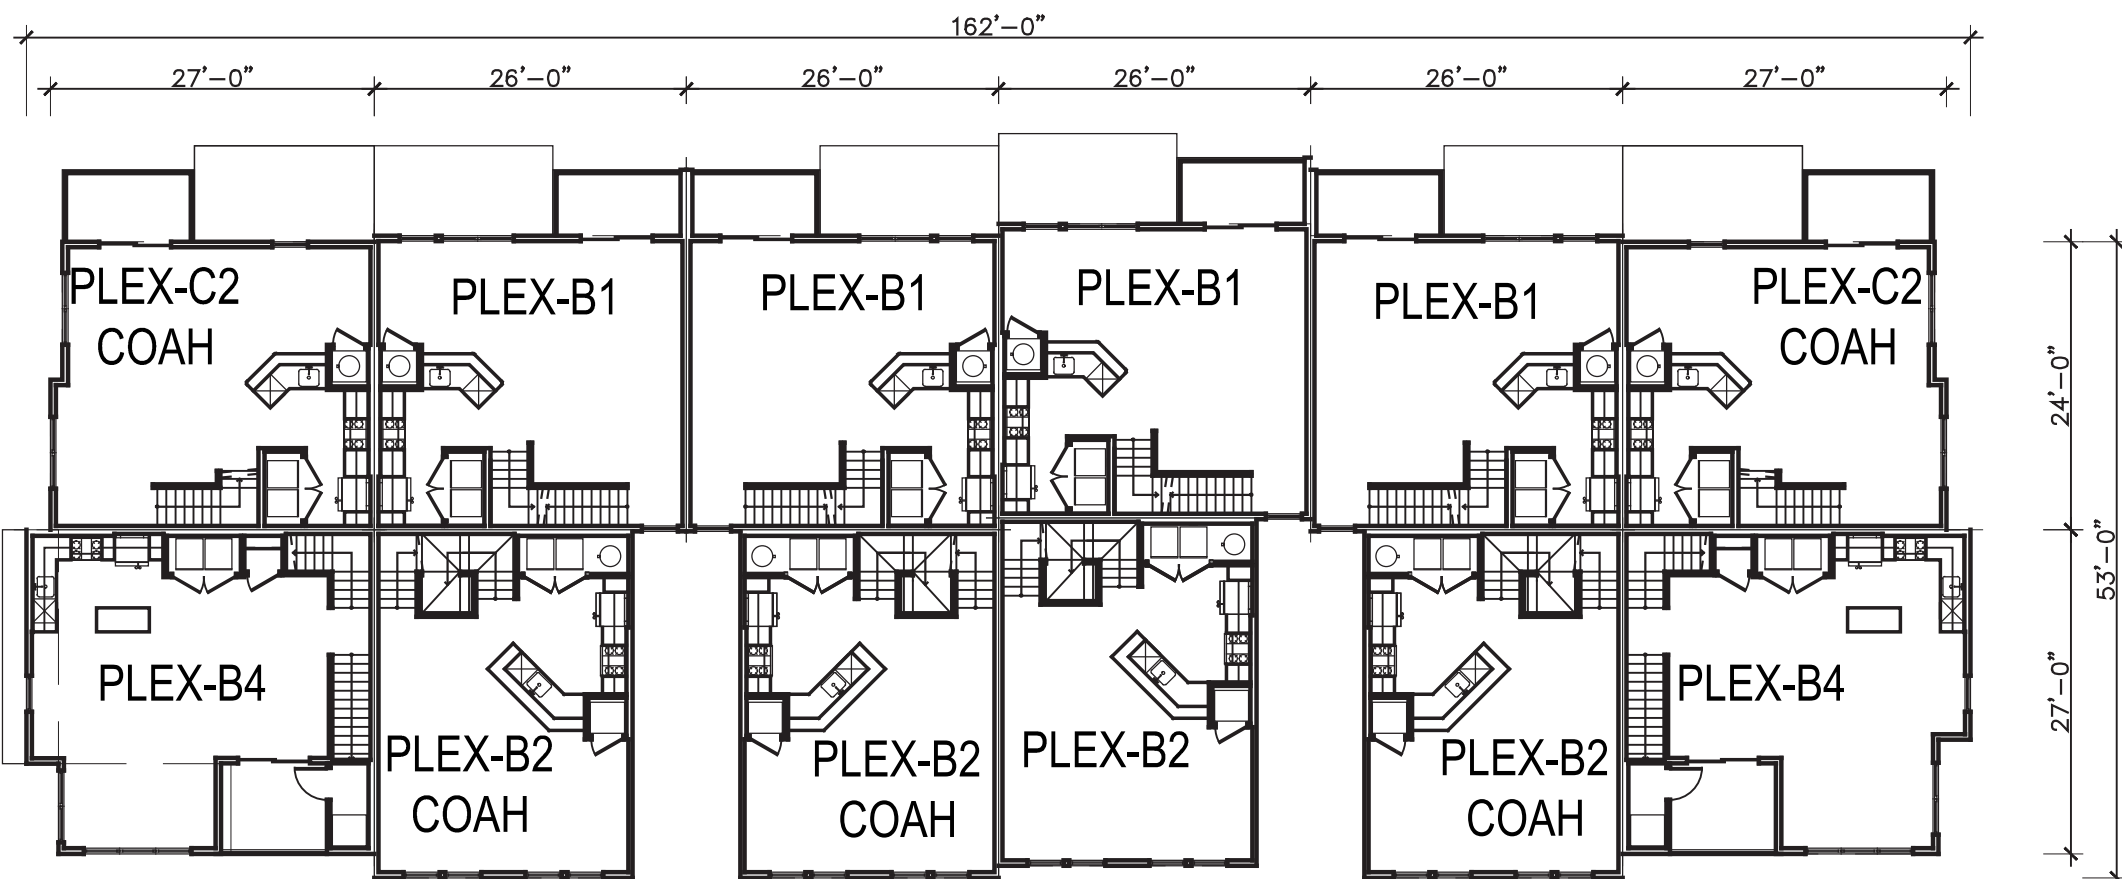 162'-0"
27'-0" 26'-0" 26'-0" 26'-0" 26'-0" 27'-0"
PLEX-C2
COAH
PLEX-B1
PLEX-B1
PLEX-B1
PLEX-B1
PLEX-C2
COAH
24'-0"
53'-0"
27'-0"
PLEX-B4
PLEX-B2
COAH
PLEX-B2
COAH
PLEX-B2
PLEX-B2
COAH
PLEX-B4